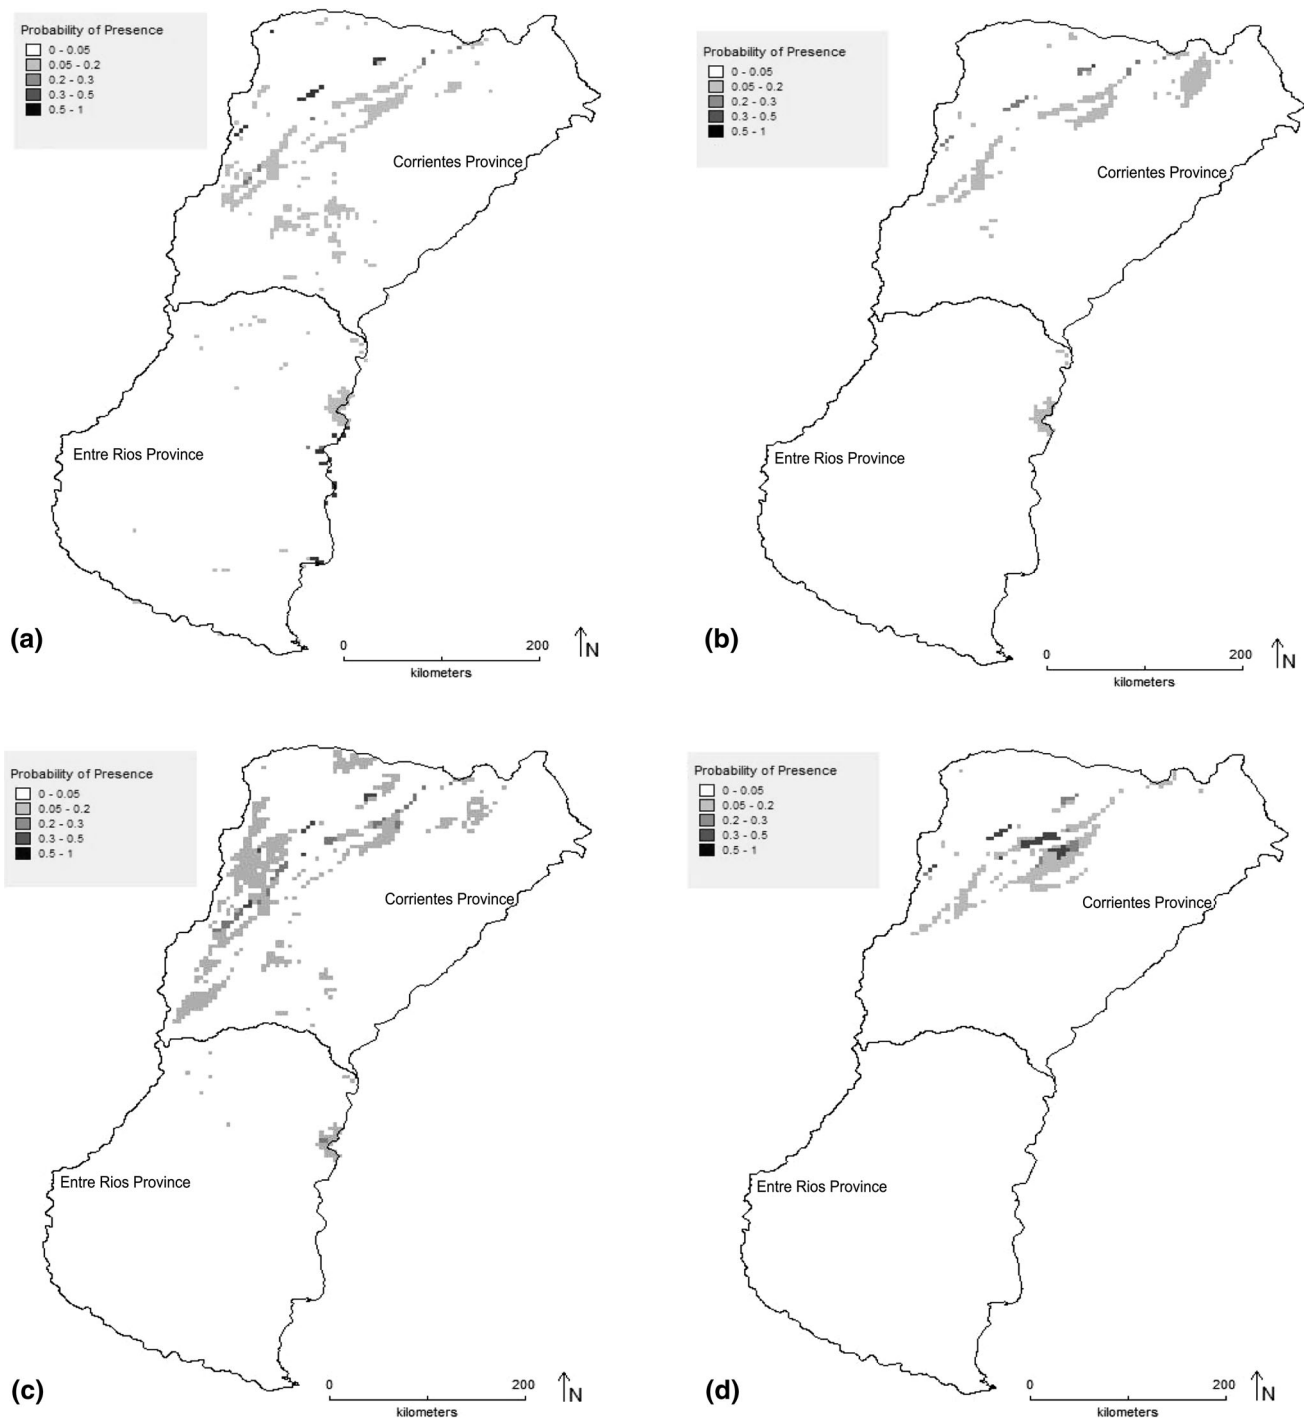 Probability of Presence
0 - 0.05
0.05 - 0.2
0.2 - 0.3
0.3 - 0.5
0.5 - 1
Corrientes Province
Entre Rios Province
(a)
0 200
kilometers
N
Probability of Presence
0 - 0.05
0.05 - 0.2
0.2 - 0.3
0.3 - 0.5
0.5 - 1
Corrientes Province
Entre Rios Province
(b)
0 200
kilometers
N
Probability of Presence
0 - 0.05
0.05 - 0.2
0.2 - 0.3
0.3 - 0.5
0.5 - 1
Corrientes Province
Entre Rios Province
(c)
0 200
kilometers
N
Probability of Presence
0 - 0.05
0.05 - 0.2
0.2 - 0.3
0.3 - 0.5
0.5 - 1
Corrientes Province
Entre Rios Province
(d)
0 200
kilometers
N